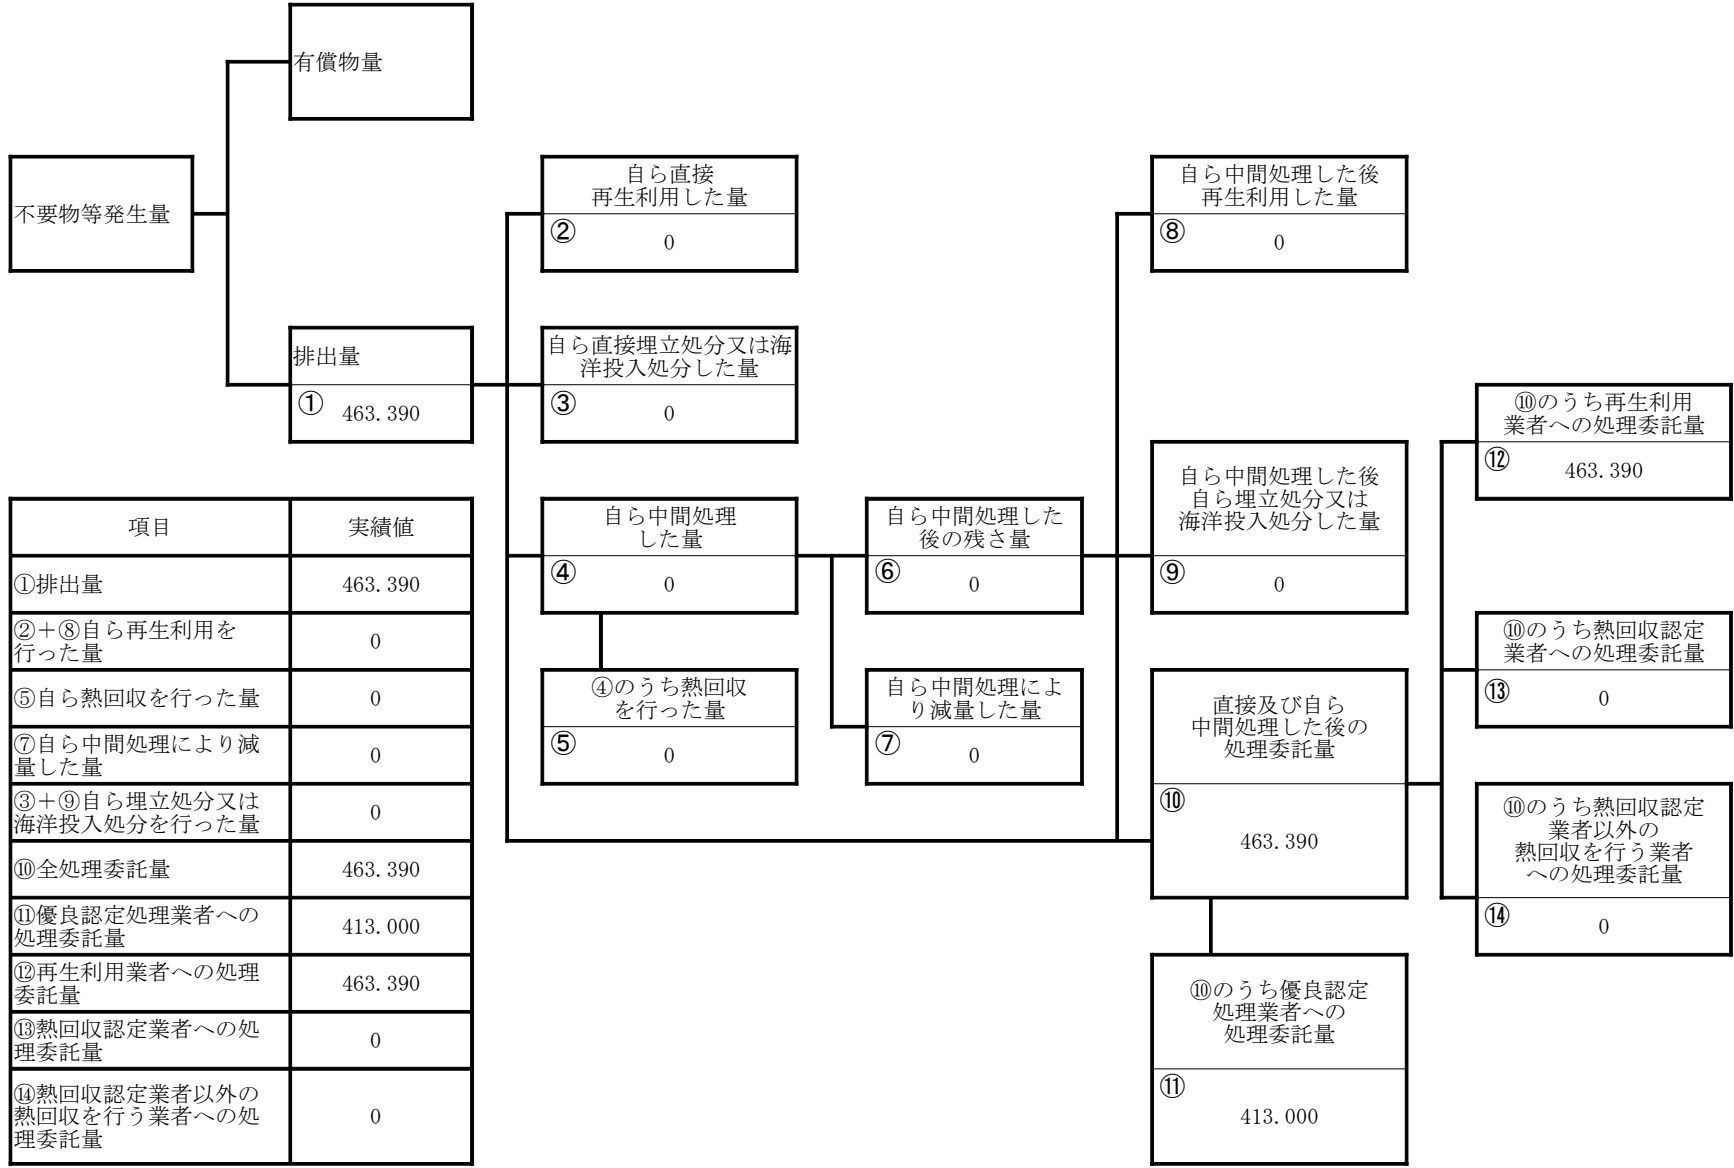 有償物量
不要物等発生量
排出量
①
463.390
自ら直接
再生利用した量
②
0
自ら直接埋立処分又は海
洋投入処分した量
③
0
自ら中間処理
した量
④
0
④のうち熱回収
を行った量
⑤
0
自ら中間処理した
後の残さ量
⑥
0
自ら中間処理によ
り減量した量
⑦
0
自ら中間処理した後
再生利用した量
⑧
0
自ら中間処理した後
自ら埋立処分又は
海洋投入処分した量
⑨
0
直接及び自ら
中間処理した後の
処理委託量
⑩
463.390
⑩のうち優良認定
処理業者への
処理委託量
⑪
413.000
⑩のうち再生利用
業者への処理委託量
⑫
463.390
⑩のうち熱回収認定
業者への処理委託量
⑬
0
⑩のうち熱回収認定
業者以外の
熱回収を行う業者
への処理委託量
⑭
0
項目 実績値
①排出量 463.390
②＋⑧自ら再生利用を
行った量 0
⑤自ら熱回収を行った量 0
⑦自ら中間処理により減
量した量 0
③＋⑨自ら埋立処分又は
海洋投入処分を行った量 0
⑩全処理委託量 463.390
⑪優良認定処理業者への
処理委託量 413.000
⑫再生利用業者への処理
委託量 463.390
⑬熱回収認定業者への処
理委託量 0
⑭熱回収認定業者以外の
熱回収を行う業者への処
理委託量 0